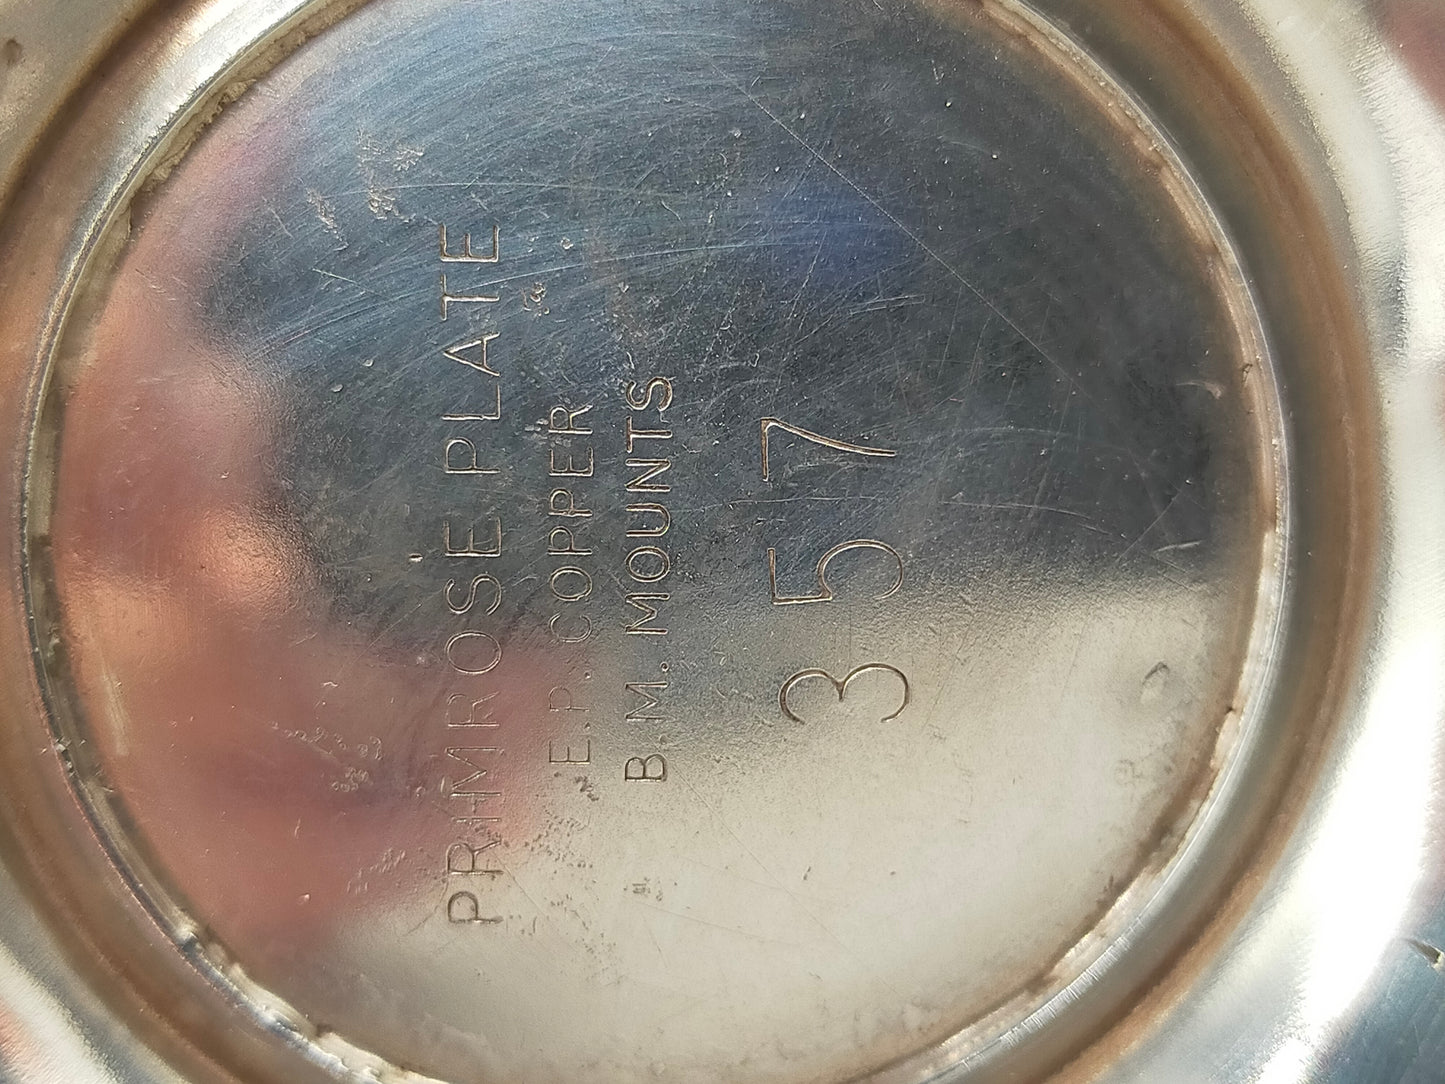 PRIMROSE PLATE
E.P. COPPER
B.M. MOUNTS
357